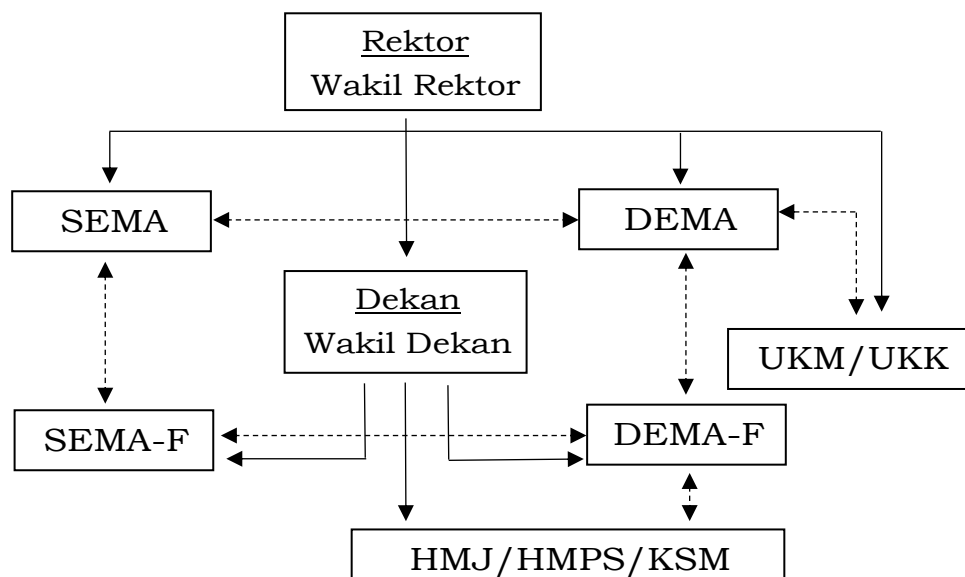 Rektor
Wakil Rektor
SEMA
DEMA
Dekan
Wakil Dekan
UKM/UKK
SEMA-F
DEMA-F
HMJ/HMPS/KSM